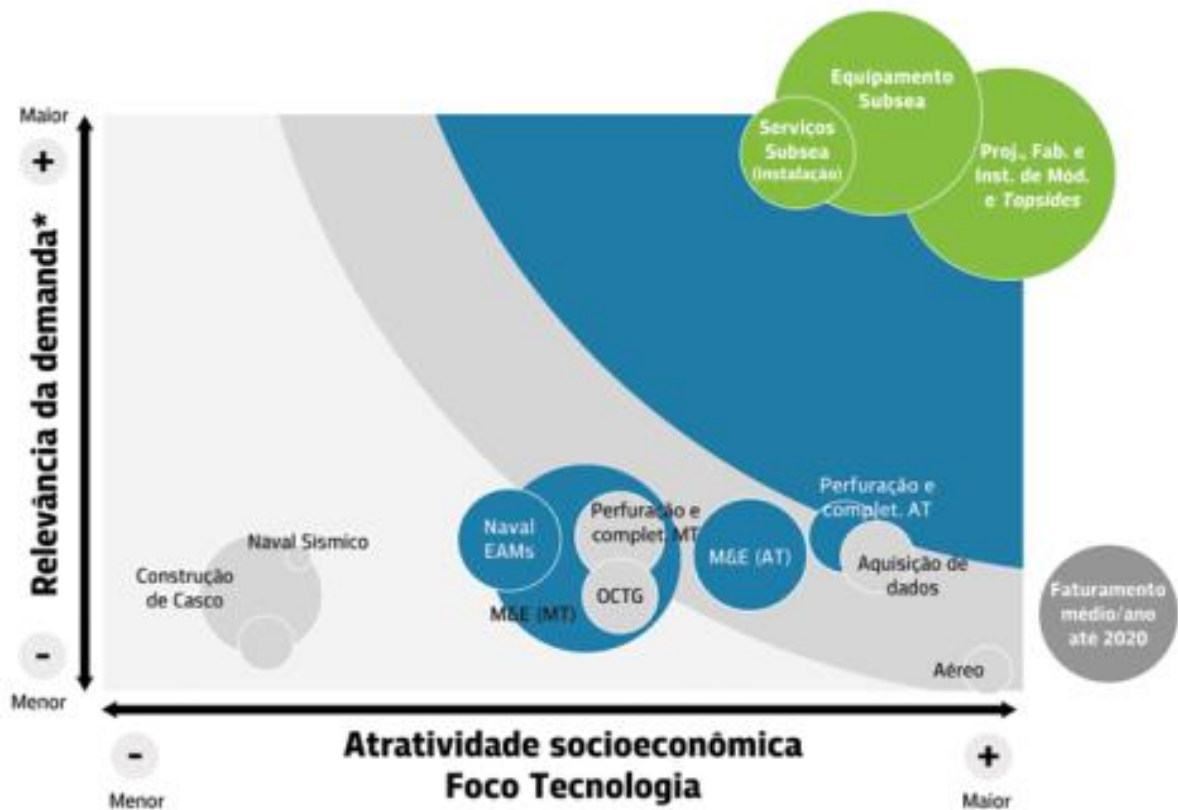 Maior
+
Relevância da demanda*
-
Menor
Equipamento
Subsea
Serviços
Subsea
(Instalação)
Proj., Fab. e
Inst. de Mód.
e Topsides
Naval Sísmico
Construção
de Casco
Naval
EAMs
Perfuração e
complet. MT
OCTG
M&E (MT)
M&E (AT)
Perfuração e
complet. AT
Aquisição de
dados
Aéreo
Faturamento
médio/ano
até 2020
-
Menor
Atratividade socioeconômica
Foco Tecnologia
+
Maior